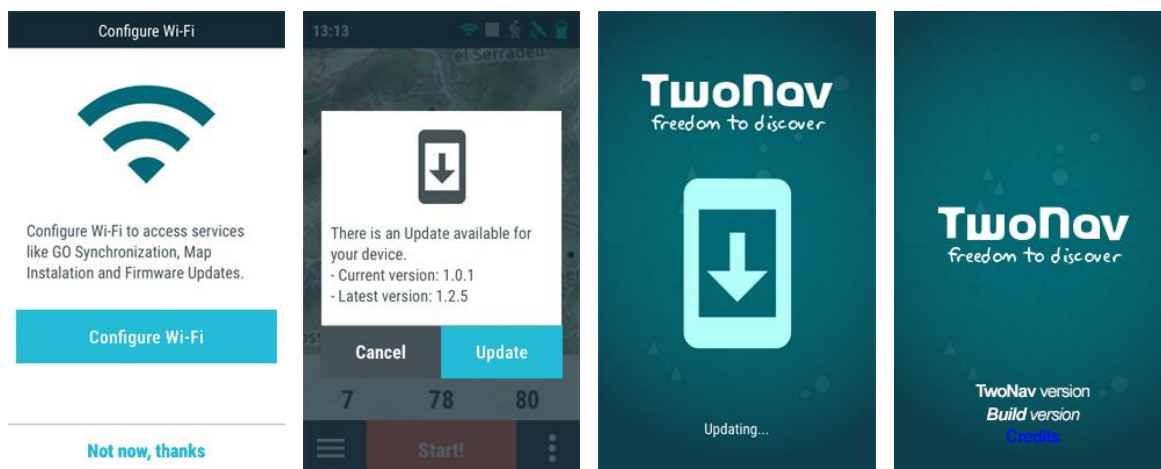 Configure Wi-Fi
Configure Wi-Fi to access services
like GO Synchronization, Map
Instalation and Firmware Updates.
Configure Wi-Fi
Not now, thanks
13:13
el Serradell
There is an Update available for
your device.
- Current version: 1.0.1
- Latest version: 1.2.5
Cancel
Update
7 78 80
Start!
TwoNav
freedom to discover
Updating...
TwoNav
freedom to discover
TwoNav version
Build version
Credits